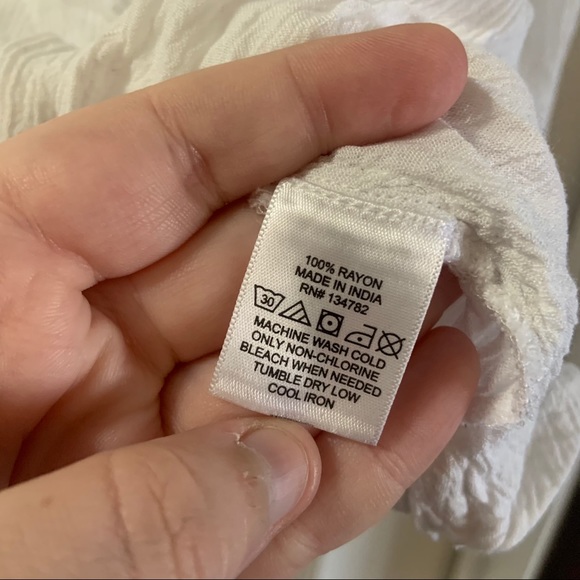 100% RAYON
MADE IN INDIA
RN# 134782
30
MACHINE WASH COLD
ONLY NON-CHLORINE
BLEACH WHEN NEEDED
TUMBLE DRY LOW
COOL IRON